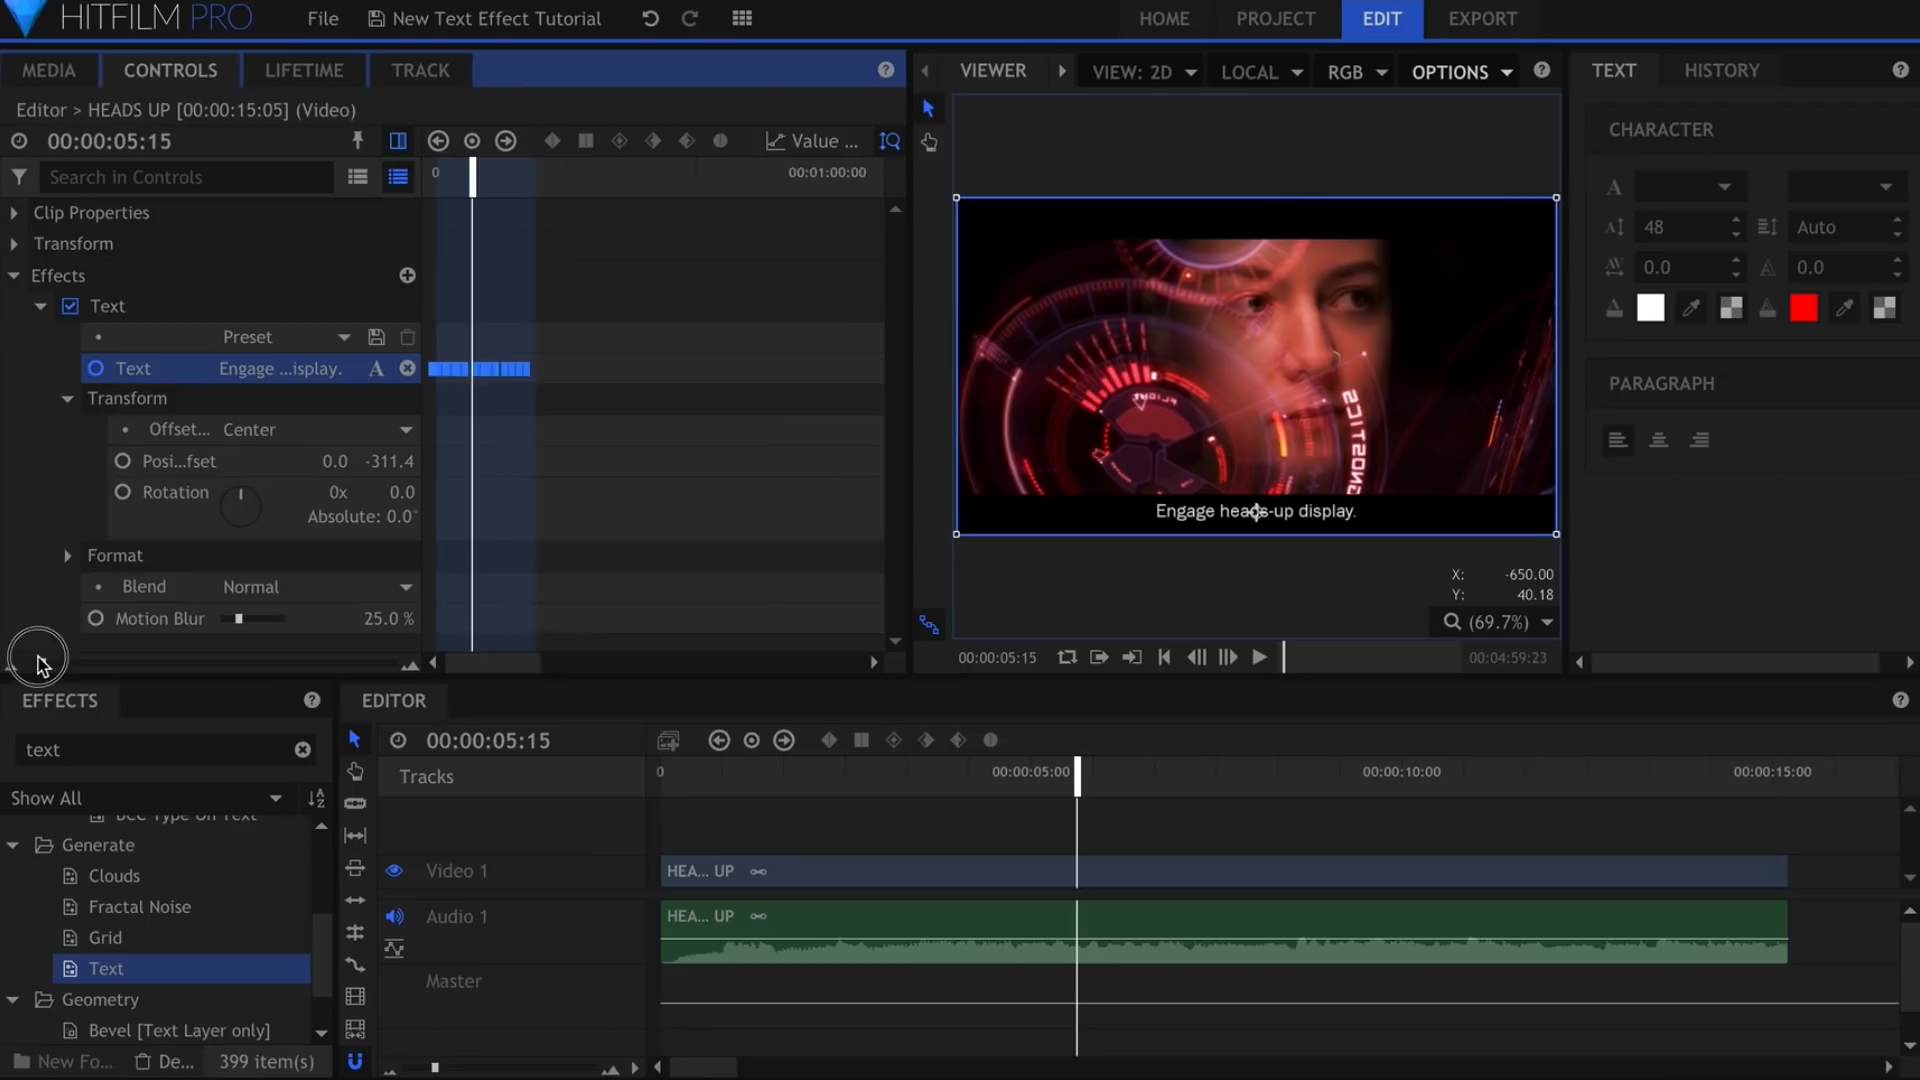 HITFILM PRO
File
New Text Effect Tutorial
HOME
PROJECT
EDIT
EXPORT
MEDIA
CONTROLS
LIFETIME
TRACK
VIEWER
VIEW: 2D
LOCAL
RGB
OPTIONS
TEXT
HISTORY
Editor > HEADS UP [00:00:15:05] (Video)
00:00:05:15
Value ...
Search in Controls
0
00:01:00:00
Clip Properties
Transform
Effects
Text
Preset
Text
Engage ...isplay.
Transform
Offset...
Center
Posi...fset
0.0
-311.4
Rotation
0x
0.0
Absolute: 0.0°
Format
Blend
Normal
Motion Blur
25.0 %
Engage heads-up display.
X: -650.00
Y: 40.18
(69.7%)
00:00:05:15
00:04:59:23
CHARACTER
48
Auto
0.0
0.0
PARAGRAPH
EFFECTS
text
Show All
BCC Type On Text
Generate
Clouds
Fractal Noise
Grid
Text
Geometry
Bevel [Text Layer only]
New Fo...
De...
399 item(s)
EDITOR
00:00:05:15
Tracks
0
00:00:05:00
00:00:10:00
00:00:15:00
Video 1
HEA... UP
Audio 1
HEA... UP
Master